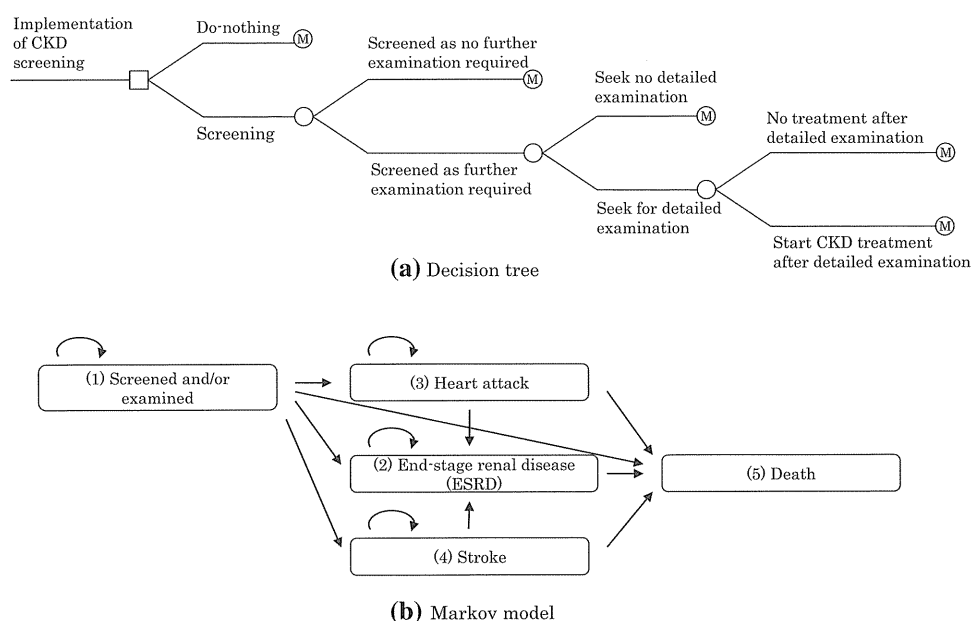 Implementation
of CKD
screening
Do-nothing
M
Screening
Screened as no further
examination required
M
Screened as further
examination required
Seek no detailed
examination
M
Seek for detailed
examination
No treatment after
detailed examination
M
Start CKD treatment
after detailed examination
M
(a) Decision tree
(1) Screened and/or
examined
(3) Heart attack
(2) End-stage renal disease
(ESRD)
(5) Death
(4) Stroke
(b) Markov model